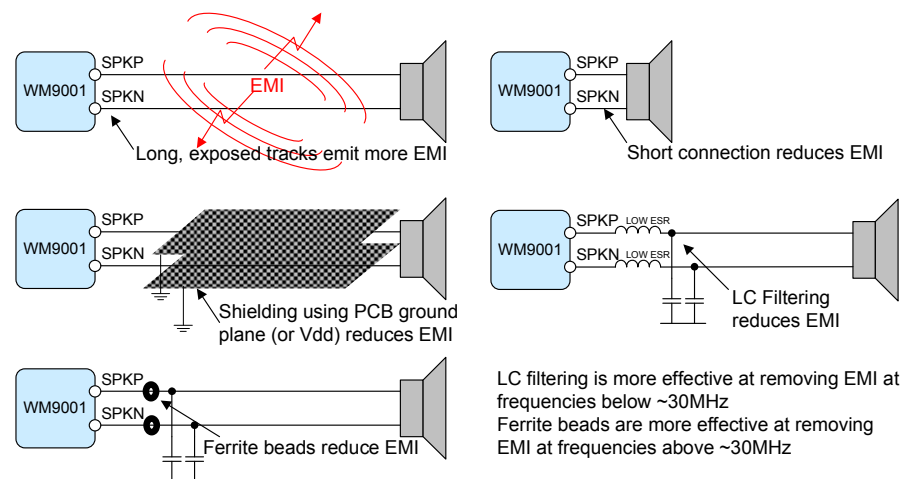 SPKP
WM9001
SPKN
EMI
Long, exposed tracks emit more EMI
SPKP
WM9001
SPKN
Short connection reduces EMI
SPKP
WM9001
SPKN
Shielding using PCB ground
plane (or Vdd) reduces EMI
SPKP
LOW ESR
WM9001
SPKN
LOW ESR
LC Filtering
reduces EMI
SPKP
WM9001
SPKN
Ferrite beads reduce EMI
LC filtering is more effective at removing EMI at
frequencies below ~30MHz
Ferrite beads are more effective at removing
EMI at frequencies above ~30MHz